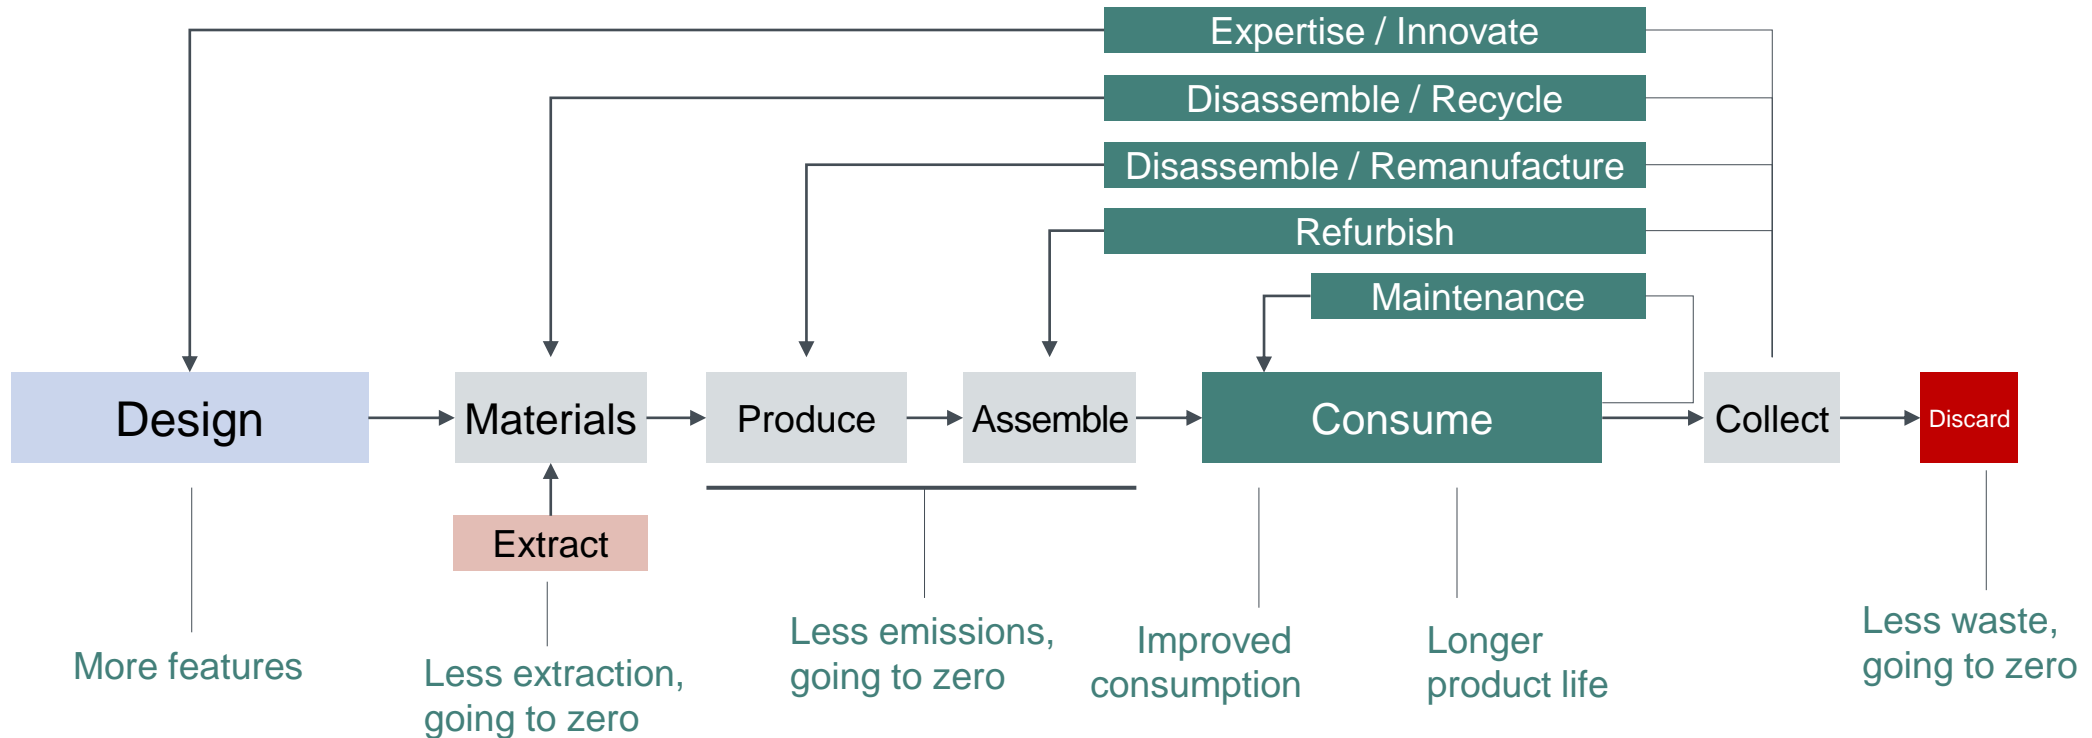 Expertise / Innovate
Disassemble / Recycle
Disassemble / Remanufacture
Refurbish
Maintenance
Design
Materials
Produce
Assemble
Consume
Collect
Discard
Extract
More features
Less extraction,
going to zero
Less emissions,
going to zero
Improved
consumption
Longer
product life
Less waste,
going to zero